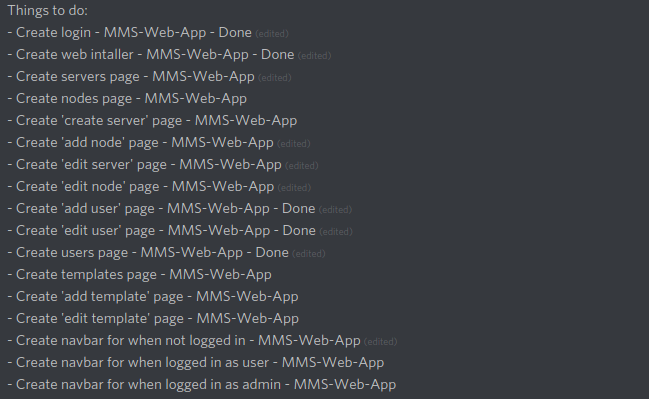 Things to do:
- Create login - MMS-Web-App - Done (edited)
- Create web intaller - MMS-Web-App - Done (edited)
- Create servers page - MMS-Web-App (edited)
- Create nodes page - MMS-Web-App
- Create 'create server' page - MMS-Web-App
- Create 'add node' page - MMS-Web-App (edited)
- Create 'edit server' page - MMS-Web-App (edited)
- Create 'edit node' page - MMS-Web-App (edited)
- Create 'add user' page - MMS-Web-App - Done (edited)
- Create 'edit user' page - MMS-Web-App - Done (edited)
- Create users page - MMS-Web-App - Done (edited)
- Create templates page - MMS-Web-App
- Create 'add template' page - MMS-Web-App
- Create 'edit template' page - MMS-Web-App
- Create navbar for when not logged in - MMS-Web-App (edited)
- Create navbar for when logged in as user - MMS-Web-App
- Create navbar for when logged in as admin - MMS-Web-App